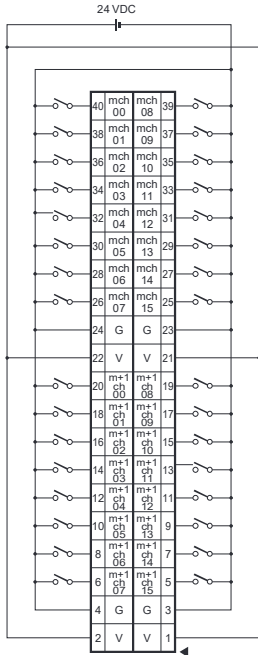 24 VDC
40 mch 00 mch 08 39
38 mch 01 mch 09 37
36 mch 02 mch 10 35
34 mch 03 mch 11 33
32 mch 04 mch 12 31
30 mch 05 mch 13 29
28 mch 06 mch 14 27
26 mch 07 mch 15 25
24 G G 23
22 V V 21
20 m+1 ch 00 m+1 ch 08 19
18 m+1 ch 01 m+1 ch 09 17
16 m+1 ch 02 m+1 ch 10 15
14 m+1 ch 03 m+1 ch 11 13
12 m+1 ch 04 m+1 ch 12 11
10 m+1 ch 05 m+1 ch 13 9
8 m+1 ch 06 m+1 ch 14 7
6 m+1 ch 07 m+1 ch 15 5
4 G G 3
2 V V 1